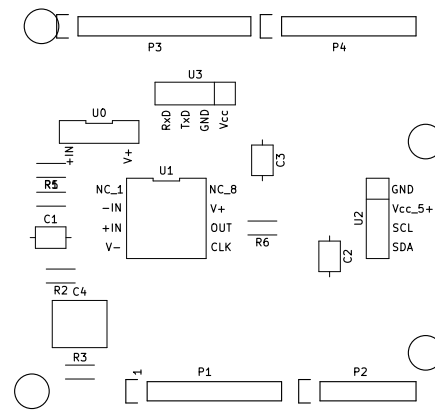 P3
P4
U3
RxD
TxD
GND
Vcc
U0
+IN
V+
C3
U1
NC_1
NC_8
-IN
V+
+IN
OUT
V-
CLK
C1
R6
C2
U2
GND
Vcc_5+
SCL
SDA
R2
C4
R3
1
P1
P2